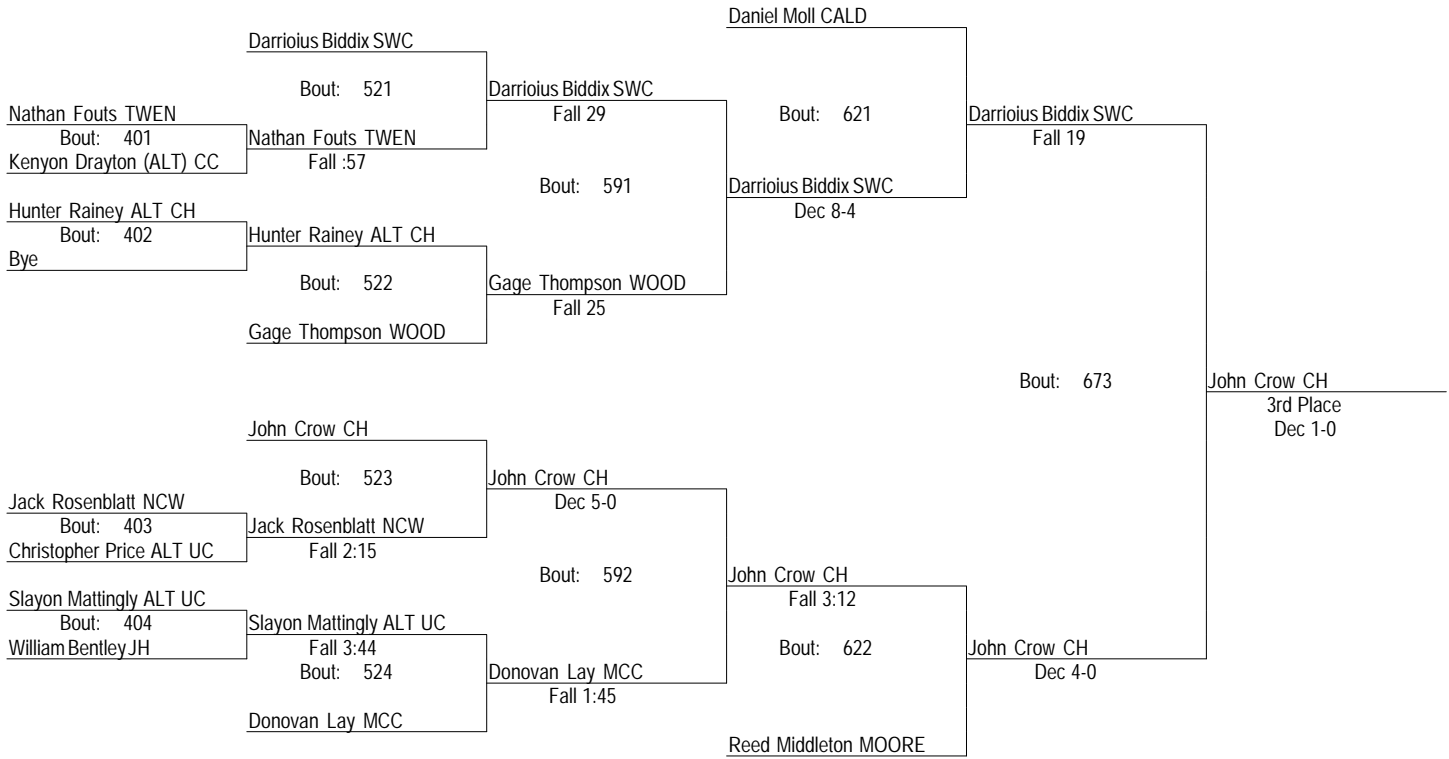 Daniel Moll CALD
Darrioius Biddix SWC
Bout: 521
Darrioius Biddix SWC
Fall 29
Nathan Fouts TWEN
Bout: 401
Kenyon Drayton (ALT) CC
Nathan Fouts TWEN
Fall :57
Bout: 621
Darrioius Biddix SWC
Fall 19
Bout: 591
Darrioius Biddix SWC
Dec 8-4
Hunter Rainey ALT CH
Bout: 402
Bye
Hunter Rainey ALT CH
Bout: 522
Gage Thompson WOOD
Fall 25
Gage Thompson WOOD
Bout: 673
John Crow CH
3rd Place
Dec 1-0
John Crow CH
Bout: 523
John Crow CH
Dec 5-0
Jack Rosenblatt NCW
Bout: 403
Christopher Price ALT UC
Jack Rosenblatt NCW
Fall 2:15
Bout: 592
John Crow CH
Fall 3:12
Slayon Mattingly ALT UC
Bout: 404
William Bentley JH
Slayon Mattingly ALT UC
Fall 3:44
Bout: 524
Donovan Lay MCC
Fall 1:45
Donovan Lay MCC
Bout: 622
John Crow CH
Dec 4-0
Reed Middleton MOORE